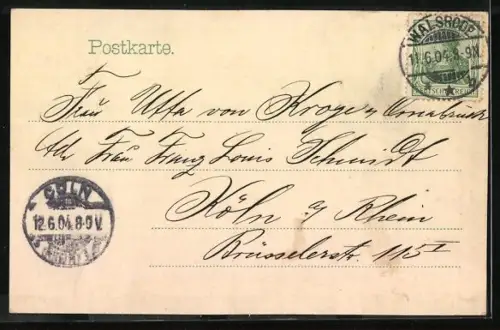 Postkarte.
WALSRODE
11.6.04.8-9N
Frau Utta von Kroge
Adr Frau Franz Louis Schmidt
Köln a/ Rhein
Brüsselerstr. 115 I
CÖLN
12.6.04.8-9V